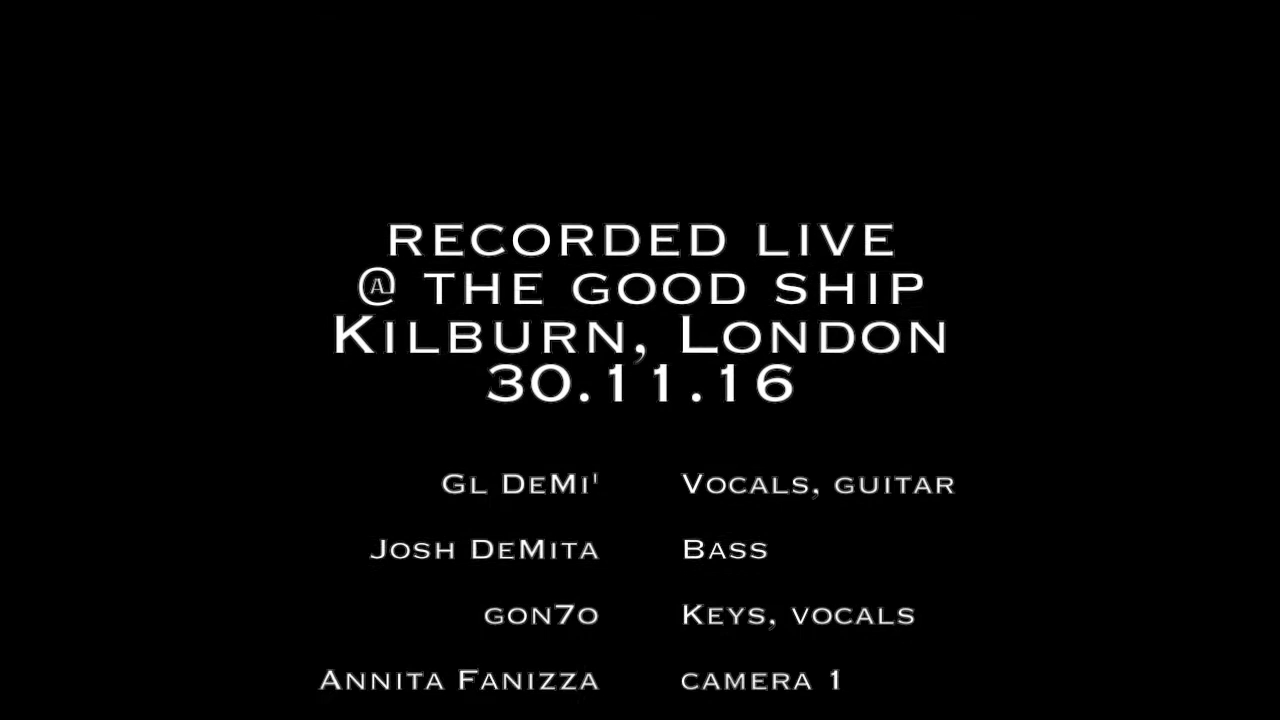 RECORDED LIVE
@ THE GOOD SHIP
KILBURN, LONDON
30.11.16
GL DEMI' VOCALS, GUITAR
JOSH DEMITA BASS
GON7O KEYS, VOCALS
ANNITA FANIZZA CAMERA 1